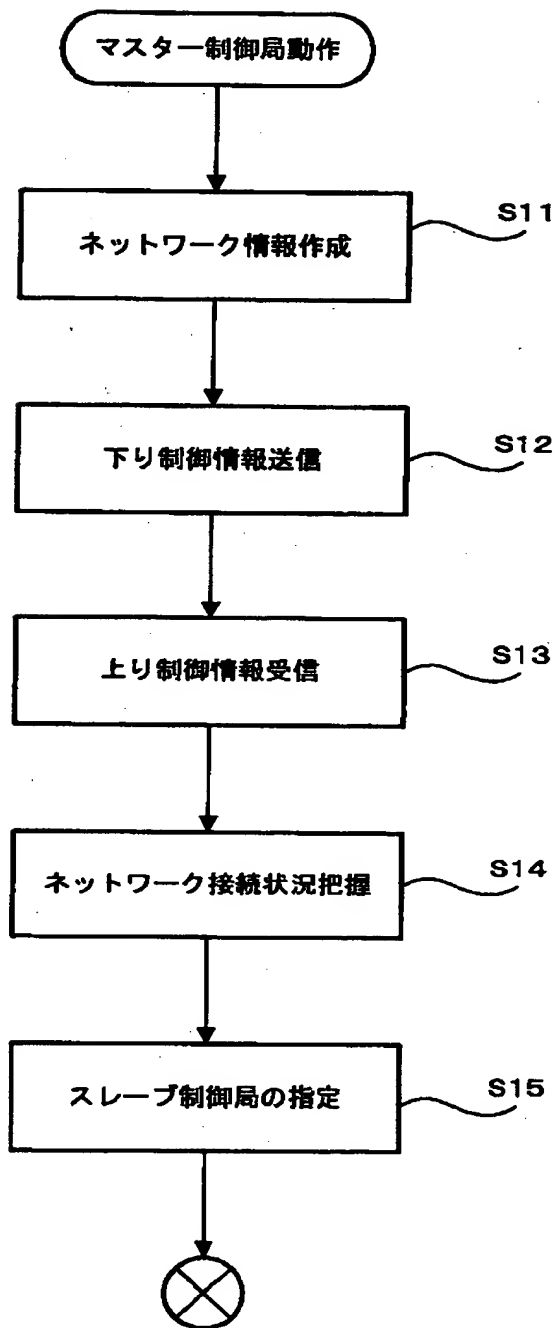 マスター制御局動作
ネットワーク情報作成
S11
下り制御情報送信
S12
上り制御情報受信
S13
ネットワーク接続状況把握
S14
スレーブ制御局の指定
S15